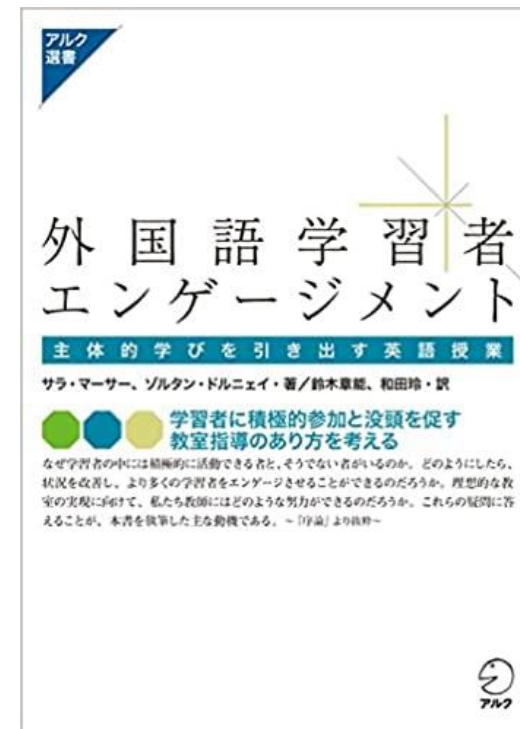 アルク
選書
外国語学習者
エンゲージメント
主体的学びを引き出す英語授業
サラ・マーサー、ゾルタン・ドルニェイ・著／鈴木章能、和田玲・訳
学習者に積極的参加と没頭を促す
教室指導のあり方を考える
なぜ学習者の中には積極的に活動できる者と、そうでない者がいるのか。どのようにしたら、
状況を改善し、より多くの学習者をエンゲージさせることができるのだろうか。理想的な教
室の実現に向けて、私たち教師にはどのような努力ができるのだろうか。これらの疑問に答
えることが、本書を執筆した主な動機である。～「序論」より抜粋～
アルク